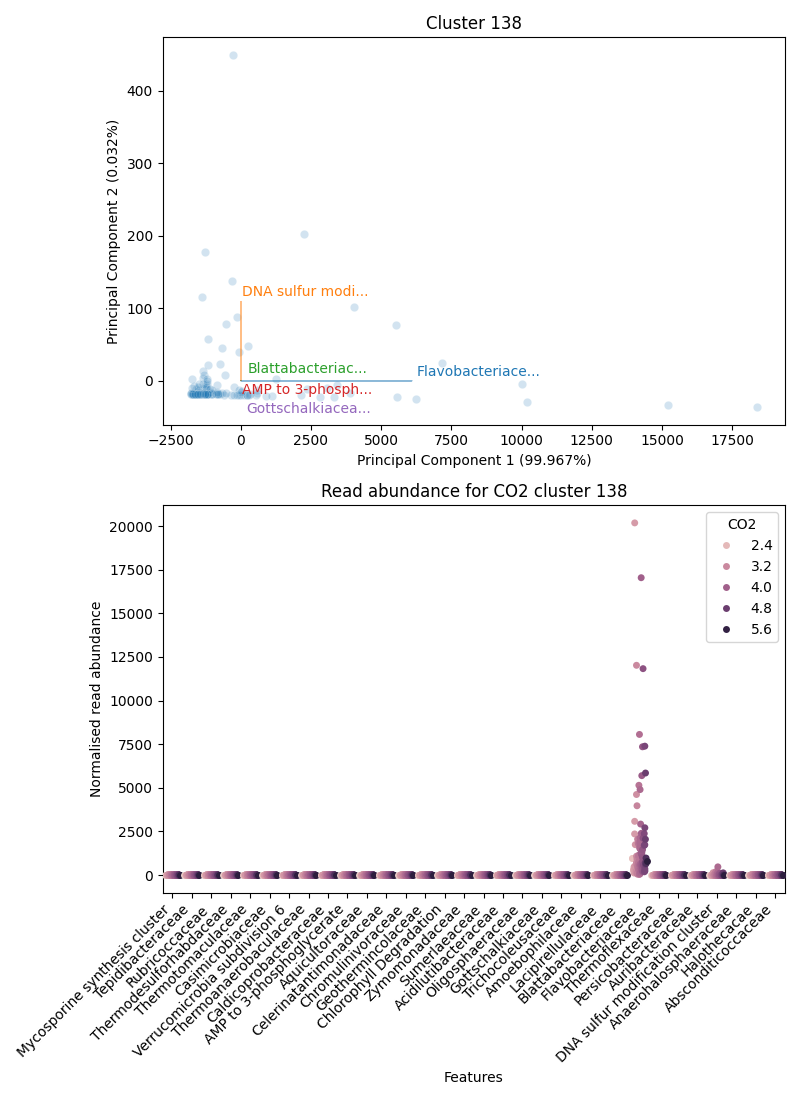 Cluster 138
400
300
200
100
0
Principal Component 2 (0.032%)
DNA sulfur modi...
Blattabacteriac...
Flavobacteriace...
AMP to 3-phosph...
Gottschalkiacea...
−2500
0
2500
5000
7500
10000
12500
15000
17500
Principal Component 1 (99.967%)
Read abundance for CO2 cluster 138
20000
17500
15000
12500
10000
7500
5000
2500
0
Normalised read abundance
CO2
2.4
3.2
4.0
4.8
5.6
Mycosporine synthesis cluster
Tepidibacteraceae
Rubricoccaceae
Thermodesulforhabdaceae
Thermotomaculaceae
Casimicrobiaceae
Verrucomicrobia subdivision 6
Thermoanaerobaculaceae
Caldicoprobacteraceae
AMP to 3-phosphoglycerate
Aquicultoraceae
Celerinatantimonadaceae
Chromulinivoraceae
Geothermincolaceae
Chlorophyll Degradation
Zymomonadaceae
Sumerlaeaceae
Acidilutibacteraceae
Oligosphaeraceae
Gottschalkiaceae
Trichocoleusaceae
Amoebophilaceae
Lacipirellulaceae
Blattabacteriaceae
Flavobacteriaceae
Thermoflexaceae
Persicobacteraceae
Auribacteraceae
DNA sulfur modification cluster
Anaerohalosphaeraceae
Halothecacae
Absconditicoccaceae
Features